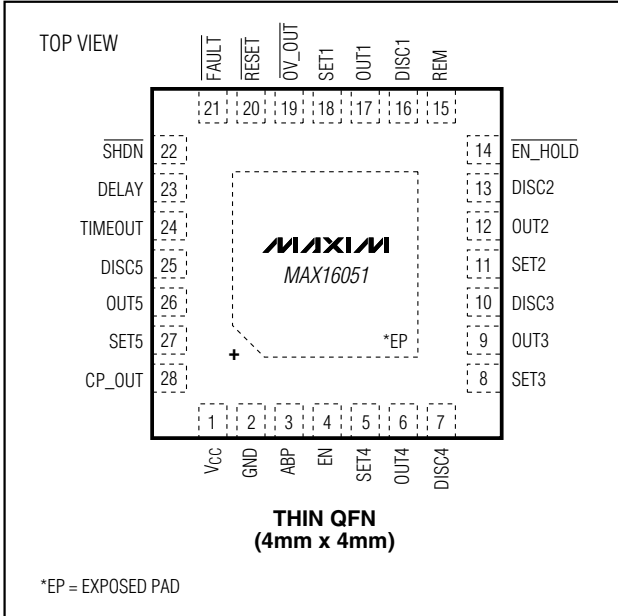 TOP VIEW
FAULT
RESET
OV_OUT
SET1
OUT1
DISC1
REM
21 20 19 18 17 16 15
SHDN 22
DELAY 23
TIMEOUT 24
DISC5 25
OUT5 26
SET5 27
CP_OUT 28
14 EN_HOLD
13 DISC2
12 OUT2
11 SET2
10 DISC3
9 OUT3
8 SET3
MAXIM
MAX16051
*EP
+
1 2 3 4 5 6 7
VCC
GND
ABP
EN
SET4
OUT4
DISC4
THIN QFN
(4mm x 4mm)
*EP = EXPOSED PAD